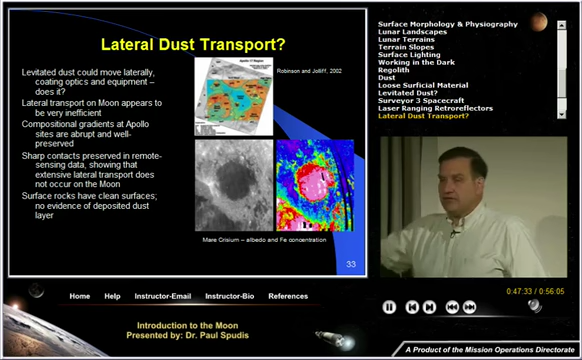 Lateral Dust Transport?
Levitated dust could move laterally,
coating optics and equipment –
does it?
Lateral transport on Moon appears to
be very inefficient
Compositional gradients at Apollo
sites are abrupt and well-
preserved
Sharp contacts preserved in remote-
sensing data, showing that
extensive lateral transport does
not occur on the Moon
Surface rocks have clean surfaces;
no evidence of deposited dust
layer
Apollo 17 Region
Robinson and Jolliff, 2002
Mare Crisium – albedo and Fe concentration
33
Surface Morphology & Physiography
Lunar Landscapes
Lunar Terrains
Terrain Slopes
Surface Lighting
Working in the Dark
Regolith
Dust
Loose Surficial Material
Levitated Dust?
Surveyor 3 Spacecraft
Laser Ranging Retroreflectors
Lateral Dust Transport?
0:47:33 / 0:56:05
Home Help Instructor-Email Instructor-Bio References
Introduction to the Moon
Presented by: Dr. Paul Spudis
A Product of the Mission Operations Directorate